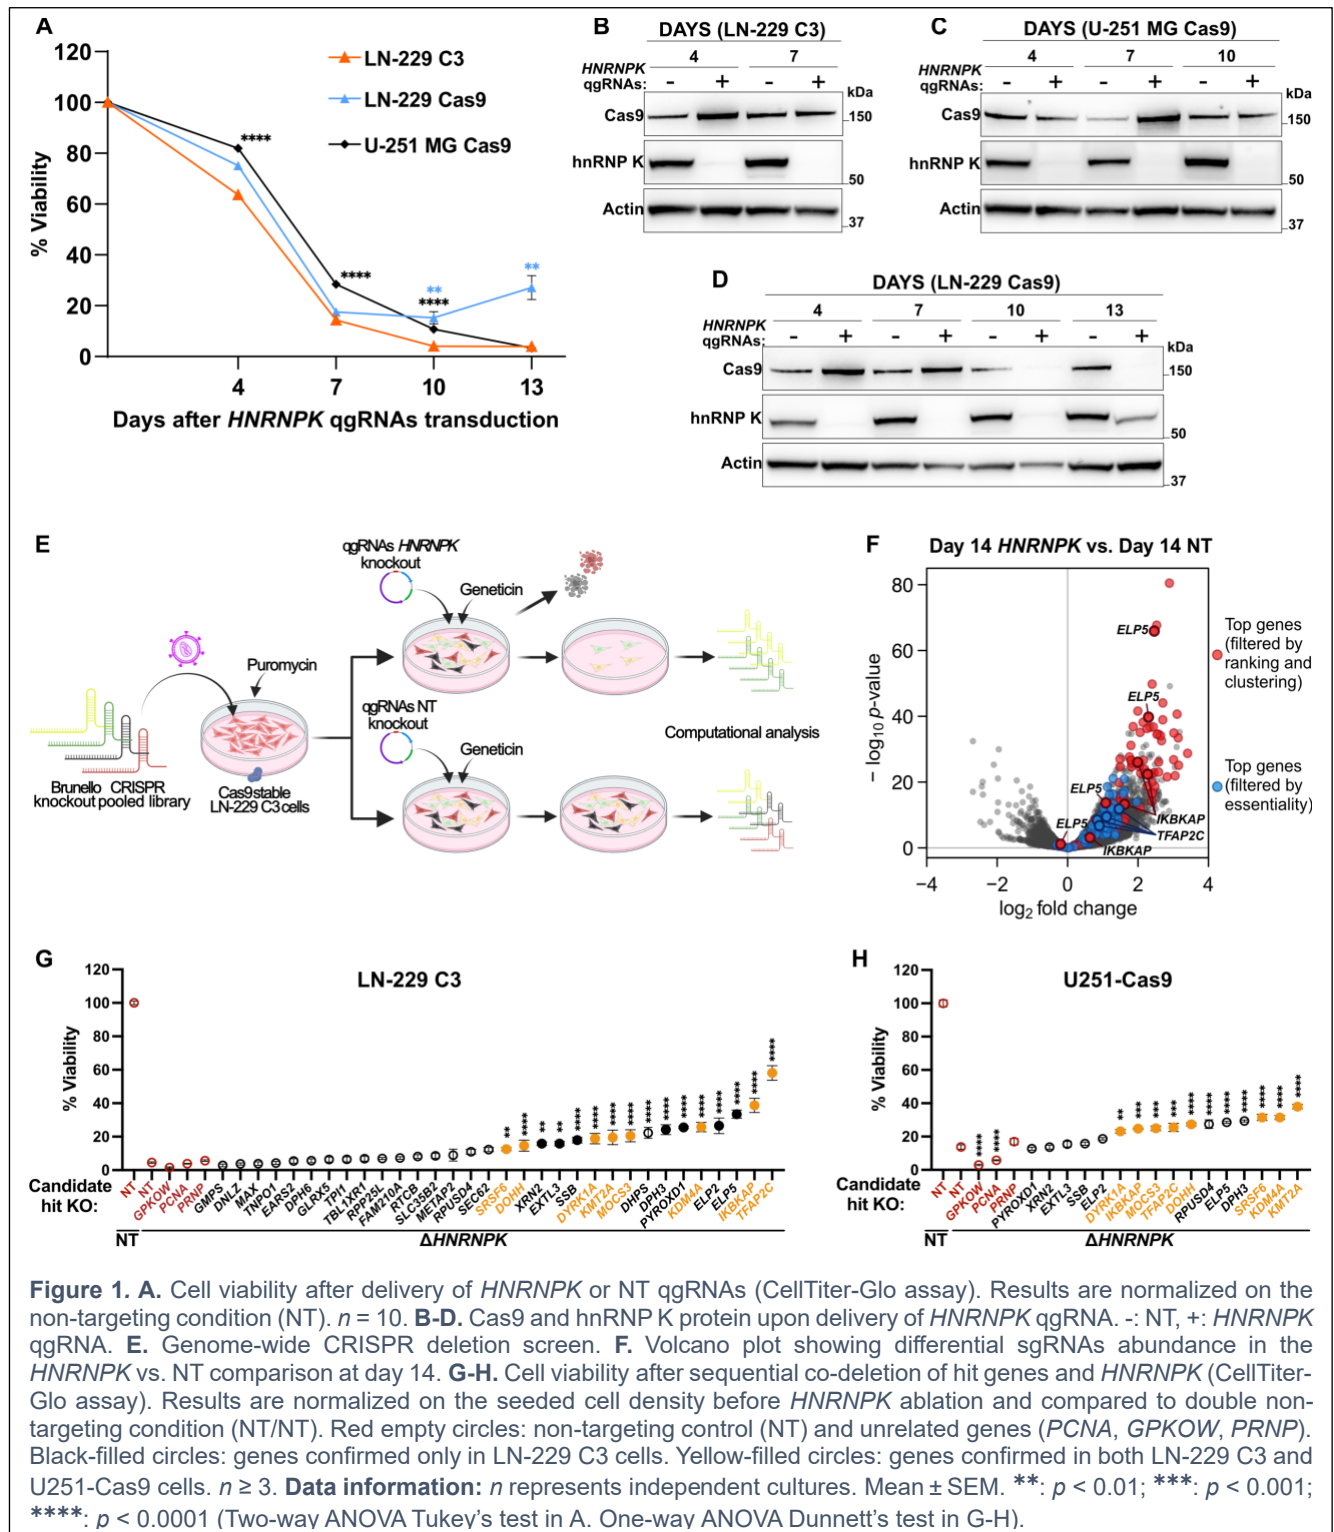 A
120
100
80
60
40
20
0
% Viability
LN-229 C3
LN-229 Cas9
U-251 MG Cas9
****
****
**
****
**
4 7 10 13
Days after HNRNPK qgRNAs transduction
B
DAYS (LN-229 C3)
4 7
HNRNPK
qgRNAs: - + - +
kDa
Cas9 150
hnRNP K 50
Actin 37
C
DAYS (U-251 MG Cas9)
4 7 10
HNRNPK
qgRNAs: - + - + - +
kDa
Cas9 150
hnRNP K 50
Actin 37
D
DAYS (LN-229 Cas9)
4 7 10 13
HNRNPK
qgRNAs: - + - + - + - +
kDa
Cas9 150
hnRNP K 50
Actin 37
E
qgRNAs HNRNPK
knockout
Geneticin
Puromycin
qgRNAs NT
knockout
Geneticin
Brunello CRISPR
knockout pooled library
Cas9 stable
LN-229 C3 cells
Computational analysis
F
Day 14 HNRNPK vs. Day 14 NT
80
60
40
20
0
− log10 p-value
ELP5
ELP5
ELP5
ELP5
IKBKAP
TFAP2C
IKBKAP
−4 −2 0 2 4
log2 fold change
Top genes
(filtered by
ranking and
clustering)
Top genes
(filtered by
essentiality)
G
LN-229 C3
120
100
80
60
40
20
0
% Viability
** **** ** ** **** **** **** **** **** **** **** **** **** **** **** ****
Candidate
hit KO:
NT NT GPKOW PCNA PRNP GMPS DNLZ MAX TNPO1 EARS2 DPH6 GLRX5 TPI1 TBL1XR1 RPP25L FAM210A RTCB SLC35B2 METAP2 RPUSD4 SEC62 SRSF6 DOHH XRN2 EXTL3 SSB DYRK1A KMT2A MOCS3 DHPS DPH3 PYROXD1 KDM4A ELP2 ELP5 IKBKAP TFAP2C
NT ΔHNRNPK
H
U251-Cas9
120
100
80
60
40
20
0
% Viability
**** **** ** *** *** **** **** **** **** **** **** **** ****
Candidate
hit KO:
NT NT GPKOW PCNA PRNP PYROXD1 XRN2 EXTL3 SSB ELP2 DYRK1A IKBKAP MOCS3 TFAP2C DOHH RPUSD4 ELP5 DPH3 SRSF6 KDM4A KMT2A
NT ΔHNRNPK
Figure 1. A. Cell viability after delivery of HNRNPK or NT qgRNAs (CellTiter-Glo assay). Results are normalized on the
non-targeting condition (NT). n = 10. B-D. Cas9 and hnRNP K protein upon delivery of HNRNPK qgRNA. -: NT, +: HNRNPK
qgRNA. E. Genome-wide CRISPR deletion screen. F. Volcano plot showing differential sgRNAs abundance in the
HNRNPK vs. NT comparison at day 14. G-H. Cell viability after sequential co-deletion of hit genes and HNRNPK (CellTiter-
Glo assay). Results are normalized on the seeded cell density before HNRNPK ablation and compared to double non-
targeting condition (NT/NT). Red empty circles: non-targeting control (NT) and unrelated genes (PCNA, GPKOW, PRNP).
Black-filled circles: genes confirmed only in LN-229 C3 cells. Yellow-filled circles: genes confirmed in both LN-229 C3 and
U251-Cas9 cells. n ≥ 3. Data information: n represents independent cultures. Mean ± SEM. **: p < 0.01; ***: p < 0.001;
****: p < 0.0001 (Two-way ANOVA Tukey's test in A. One-way ANOVA Dunnett's test in G-H).